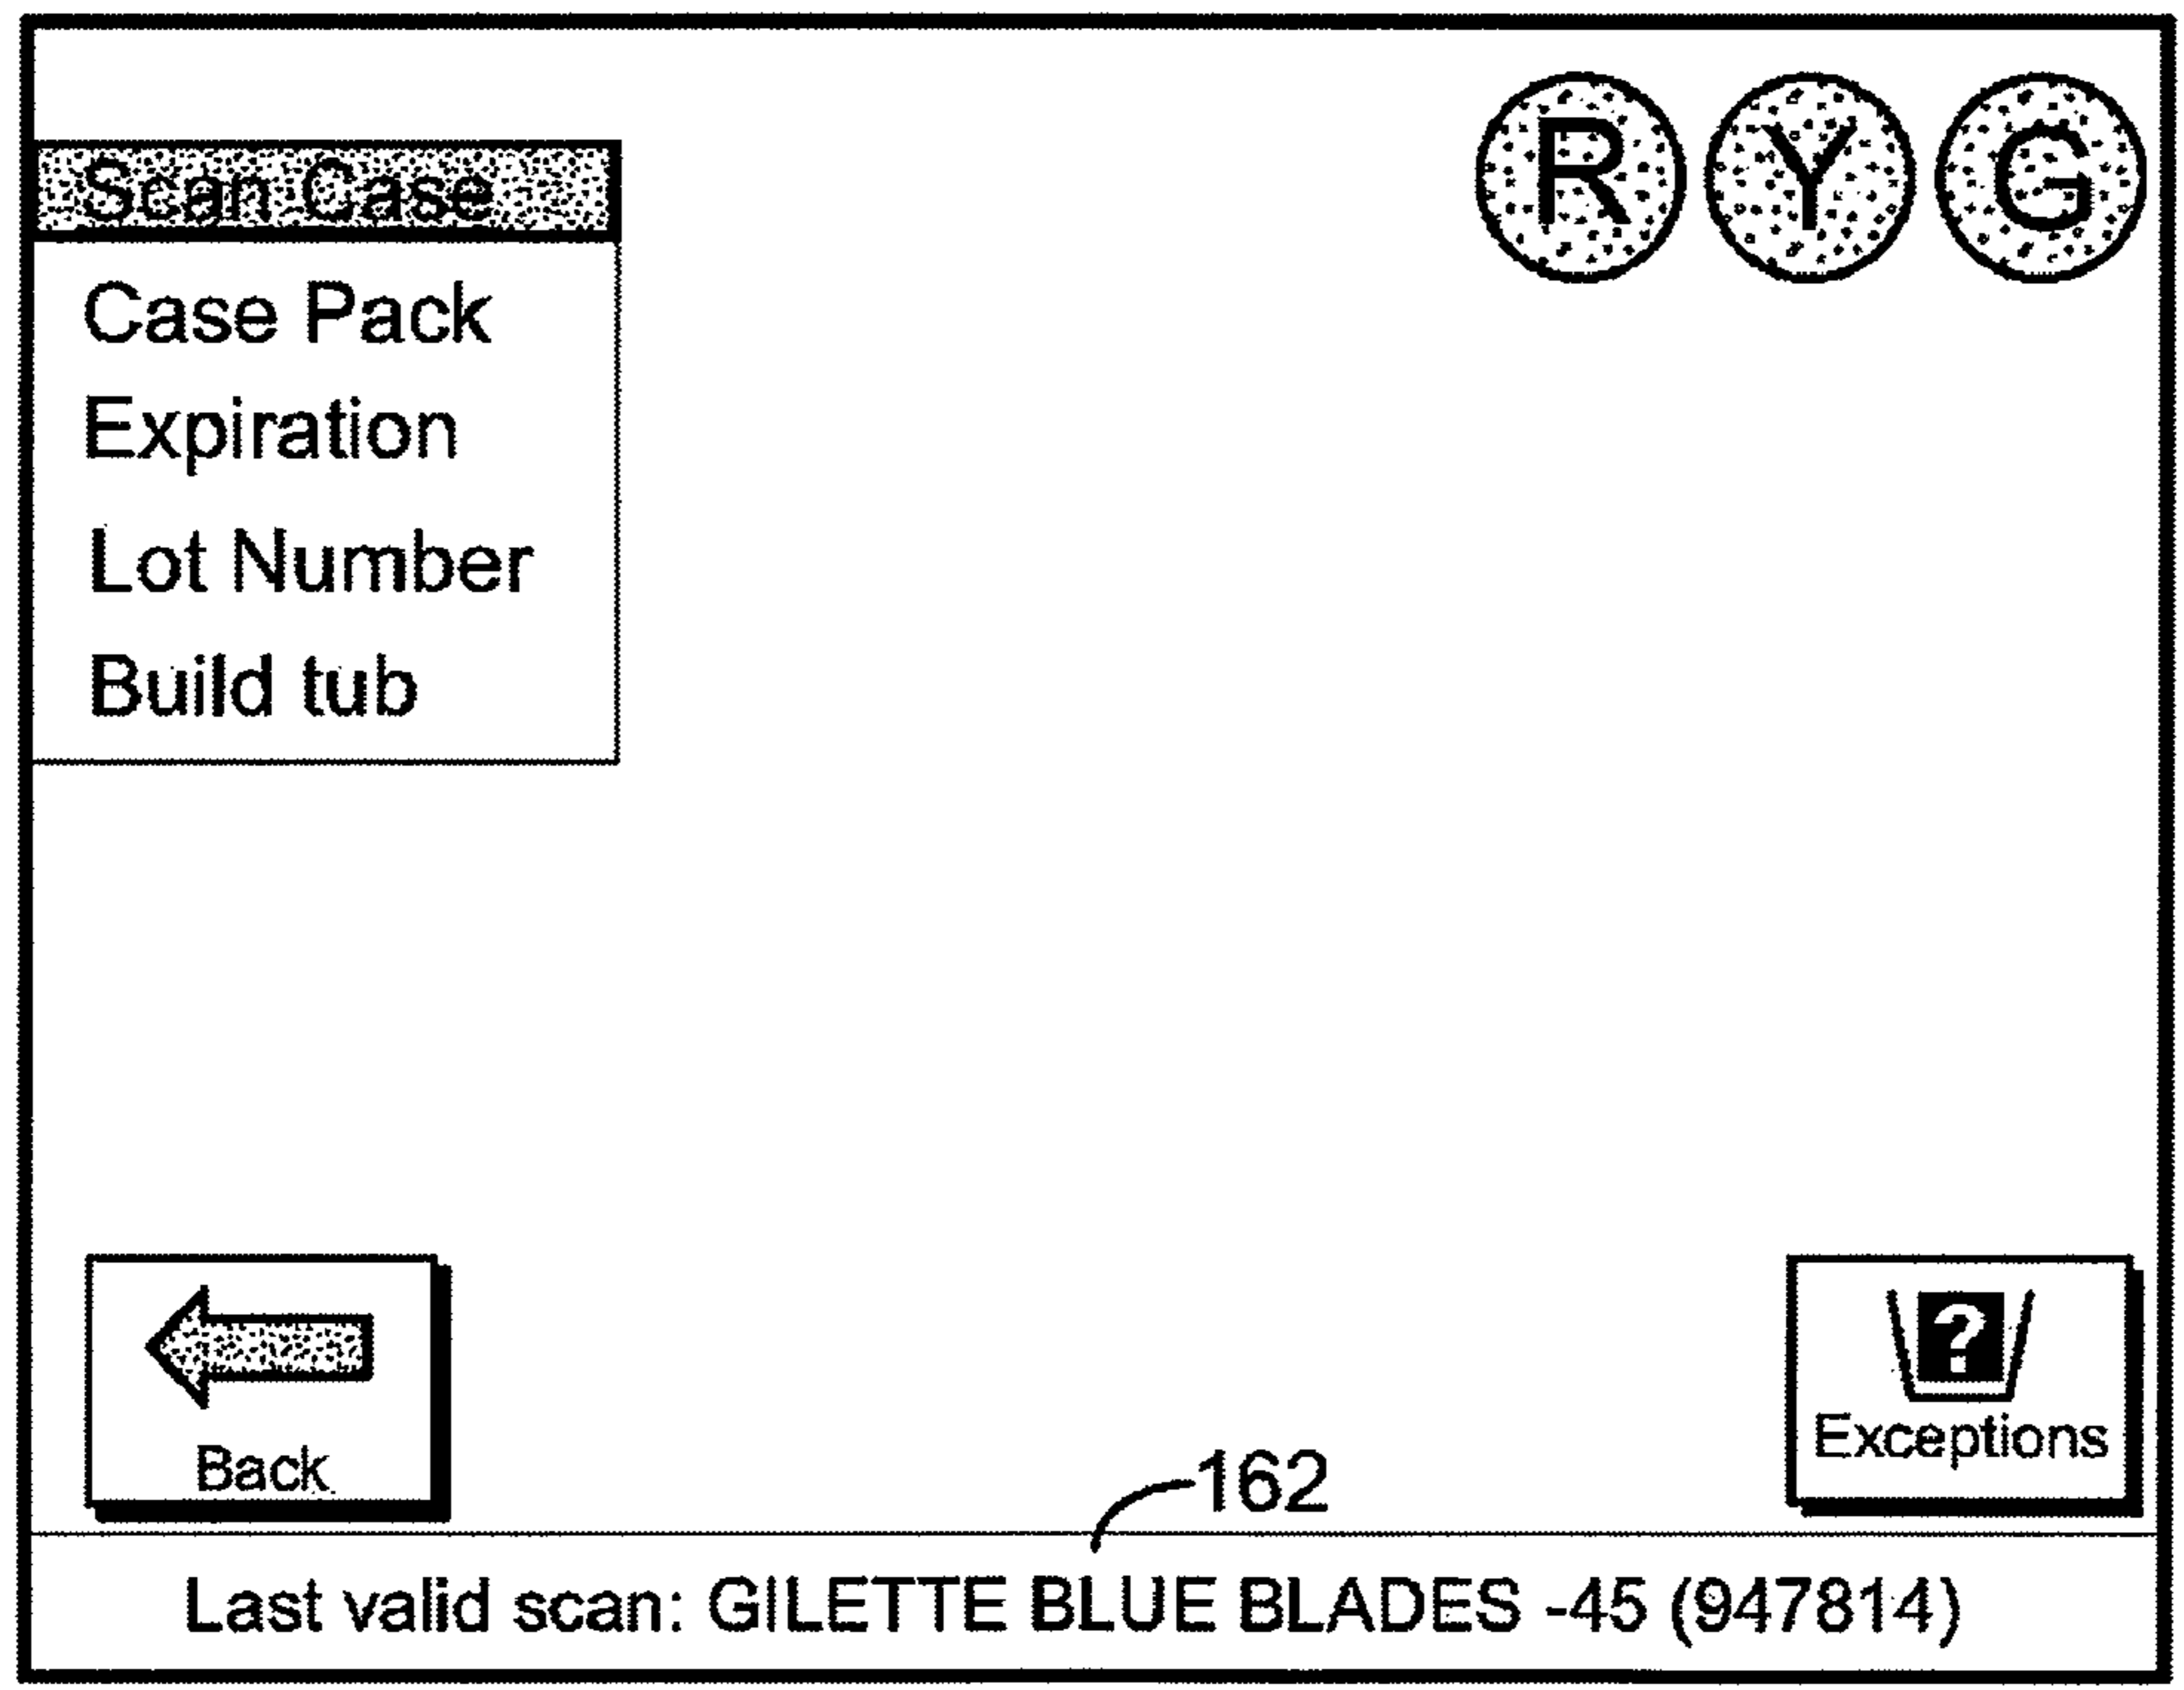 R Y G
Scan Case
Case Pack
Expiration
Lot Number
Build tub
?
Back
Exceptions
162
Last valid scan: GILETTE BLUE BLADES -45 (947814)